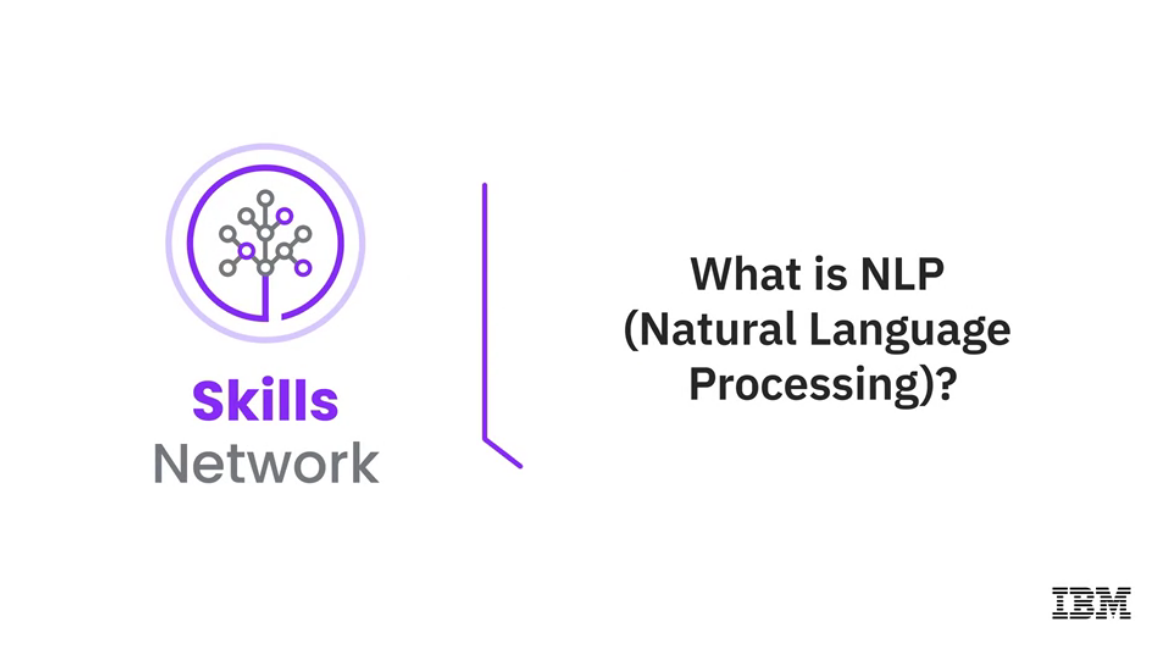 Skills
Network
What is NLP
(Natural Language
Processing)?
IBM